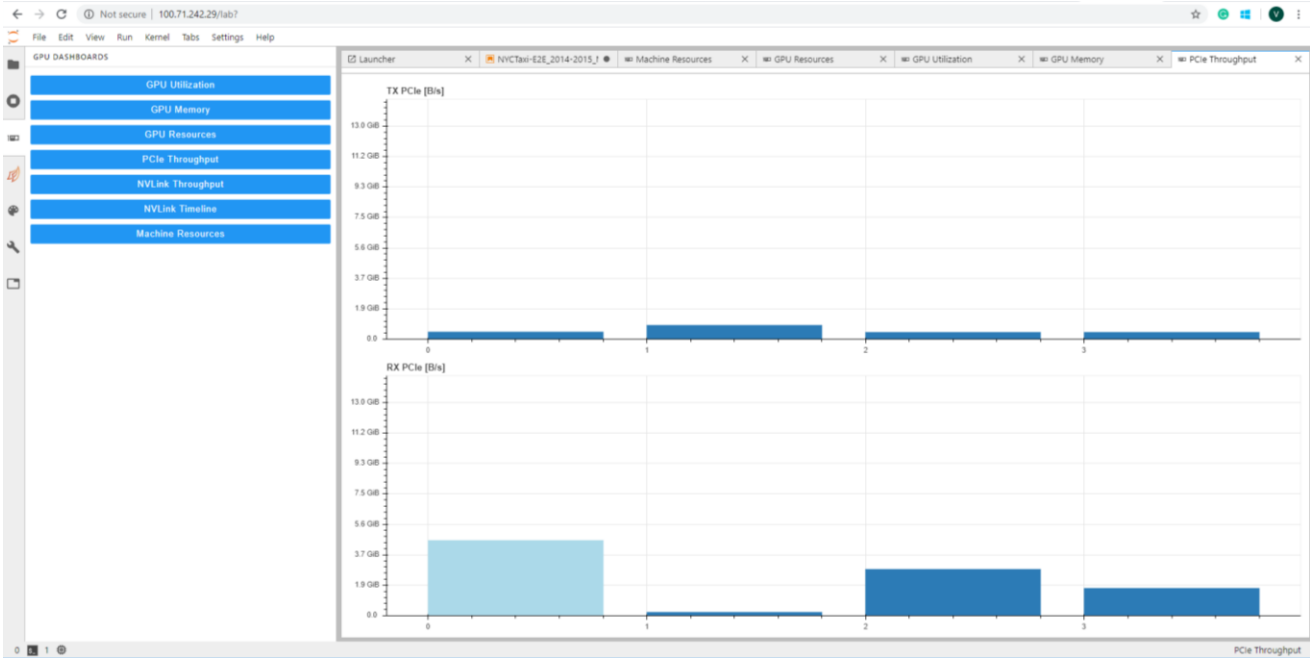 Not secure | 100.71.242.29/lab?
V
File Edit View Run Kernel Tabs Settings Help
GPU DASHBOARDS
GPU Utilization
GPU Memory
GPU Resources
PCIe Throughput
NVLink Throughput
NVLink Timeline
Machine Resources
Launcher NYCTaxi-E2E_2014-2015_ Machine Resources GPU Resources GPU Utilization GPU Memory PCIe Throughput
TX PCIe [B/s]
13.0 GiB
11.2 GiB
9.3 GiB
7.5 GiB
5.6 GiB
3.7 GiB
1.9 GiB
0.0
0 1 2 3
RX PCIe [B/s]
13.0 GiB
11.2 GiB
9.3 GiB
7.5 GiB
5.6 GiB
3.7 GiB
1.9 GiB
0.0
0 1 2 3
0 1 PCIe Throughput